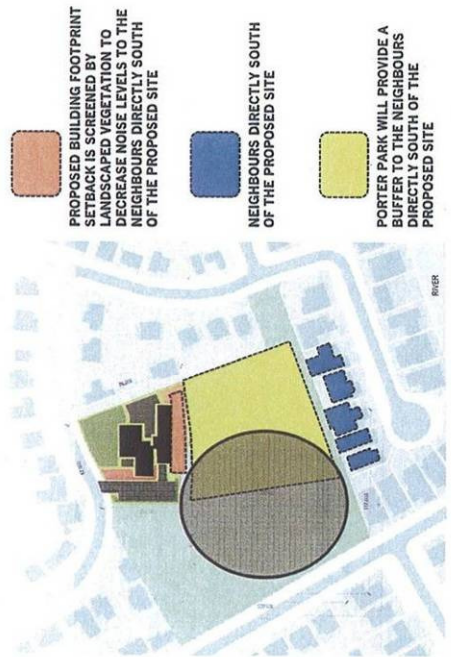 PROPOSED BUILDING FOOTPRINT
SETBACK IS SCREENED BY
LANDSCAPED VEGETATION TO
DECREASE NOISE LEVELS TO THE
NEIGHBOURS DIRECTLY SOUTH
OF THE PROPOSED SITE
NEIGHBOURS DIRECTLY SOUTH
OF THE PROPOSED SITE
PORTER PARK WILL PROVIDE A
BUFFER TO THE NEIGHBOURS
DIRECTLY SOUTH OF THE
PROPOSED SITE
RIVER